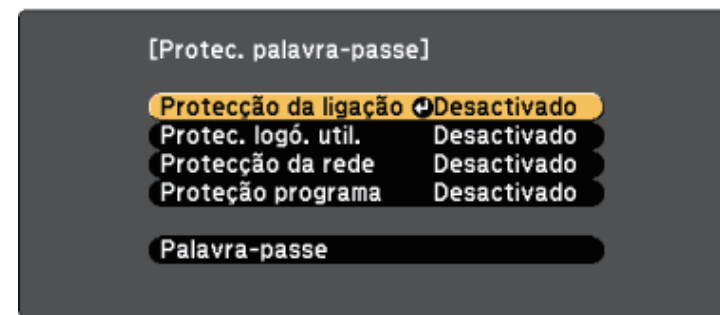 [Protec. palavra-passe]
Protecção da ligação Desactivado
Protec. logó. util. Desactivado
Protecção da rede Desactivado
Proteção programa Desactivado
Palavra-passe